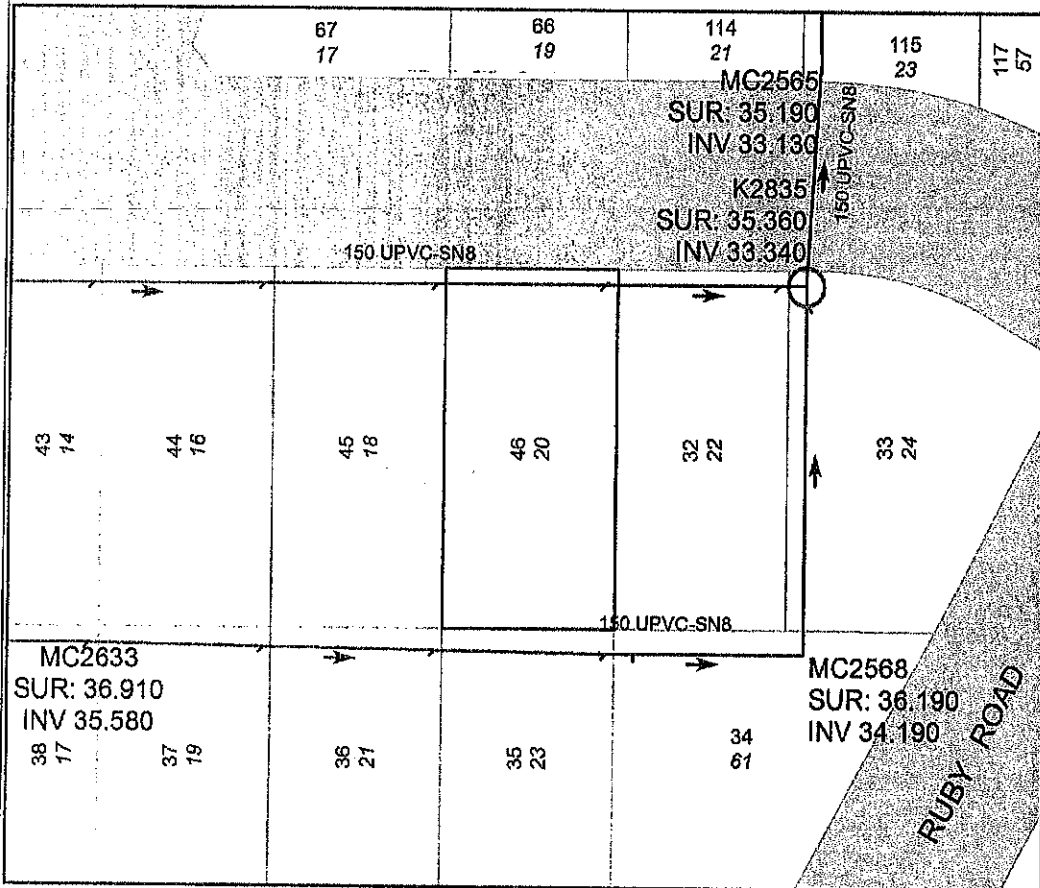 67
17
66
19
114
21
115
23
117
57
MC2565
SUR: 35.190
INV 33.130
K2835
SUR: 35.360
INV 33.340
150 UPVC-SN8
150 UPVC-SN8
43
14
44
16
45
18
46
20
32
22
33
24
150 UPVC-SN8
MC2633
SUR: 36.910
INV 35.580
MC2568
SUR: 36.190
INV 34.190
38
17
37
19
36
21
35
23
34
61
RUBY ROAD